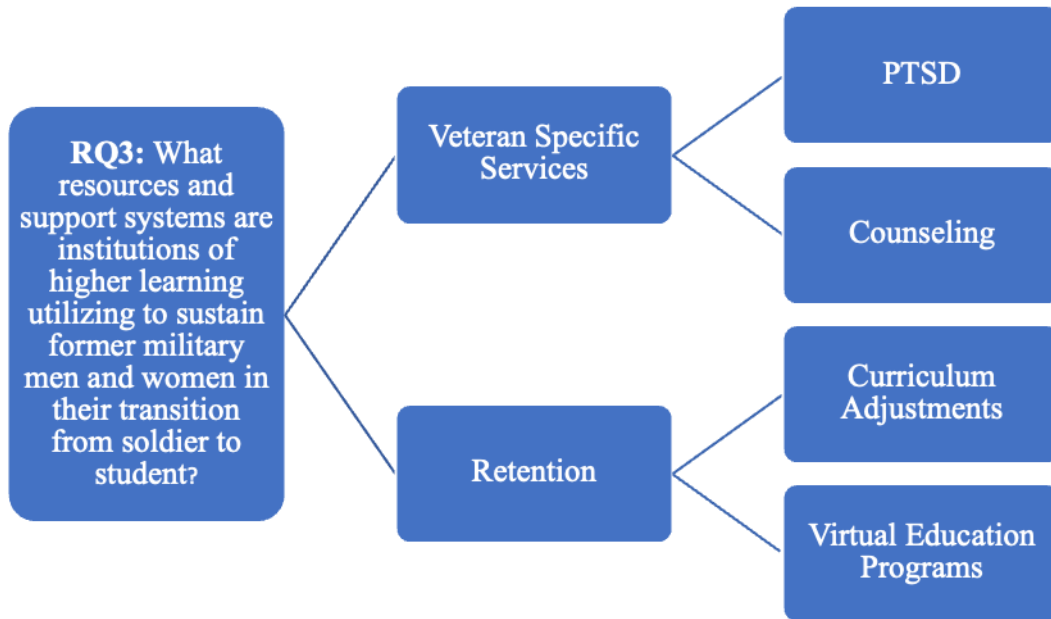 RQ3: What
resources and
support systems are
institutions of
higher learning
utilizing to sustain
former military
men and women in
their transition
from soldier to
student?
Veteran Specific
Services
PTSD
Counseling
Retention
Curriculum
Adjustments
Virtual Education
Programs